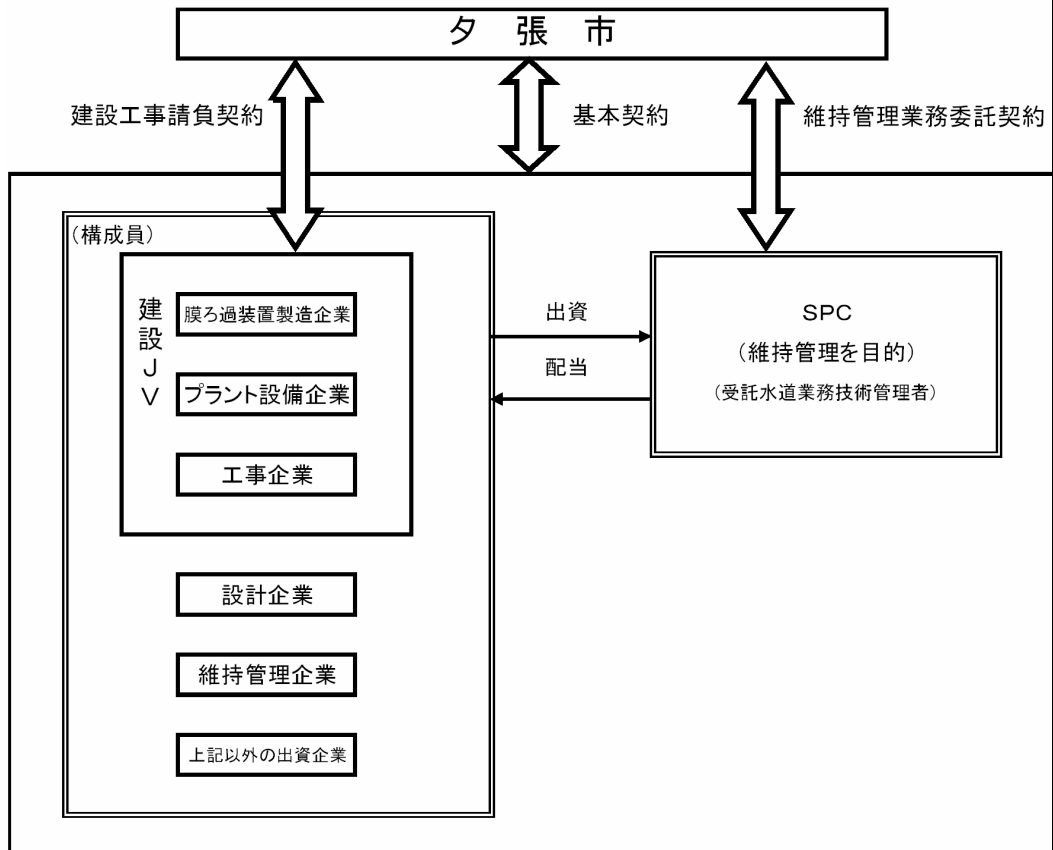 夕張市
建設工事請負契約
基本契約
維持管理業務委託契約
(構成員)
建設JV
膜ろ過装置製造企業
プラント設備企業
工事企業
設計企業
維持管理企業
上記以外の出資企業
出資
配当
SPC
(維持管理を目的)
(受託水道業務技術管理者)